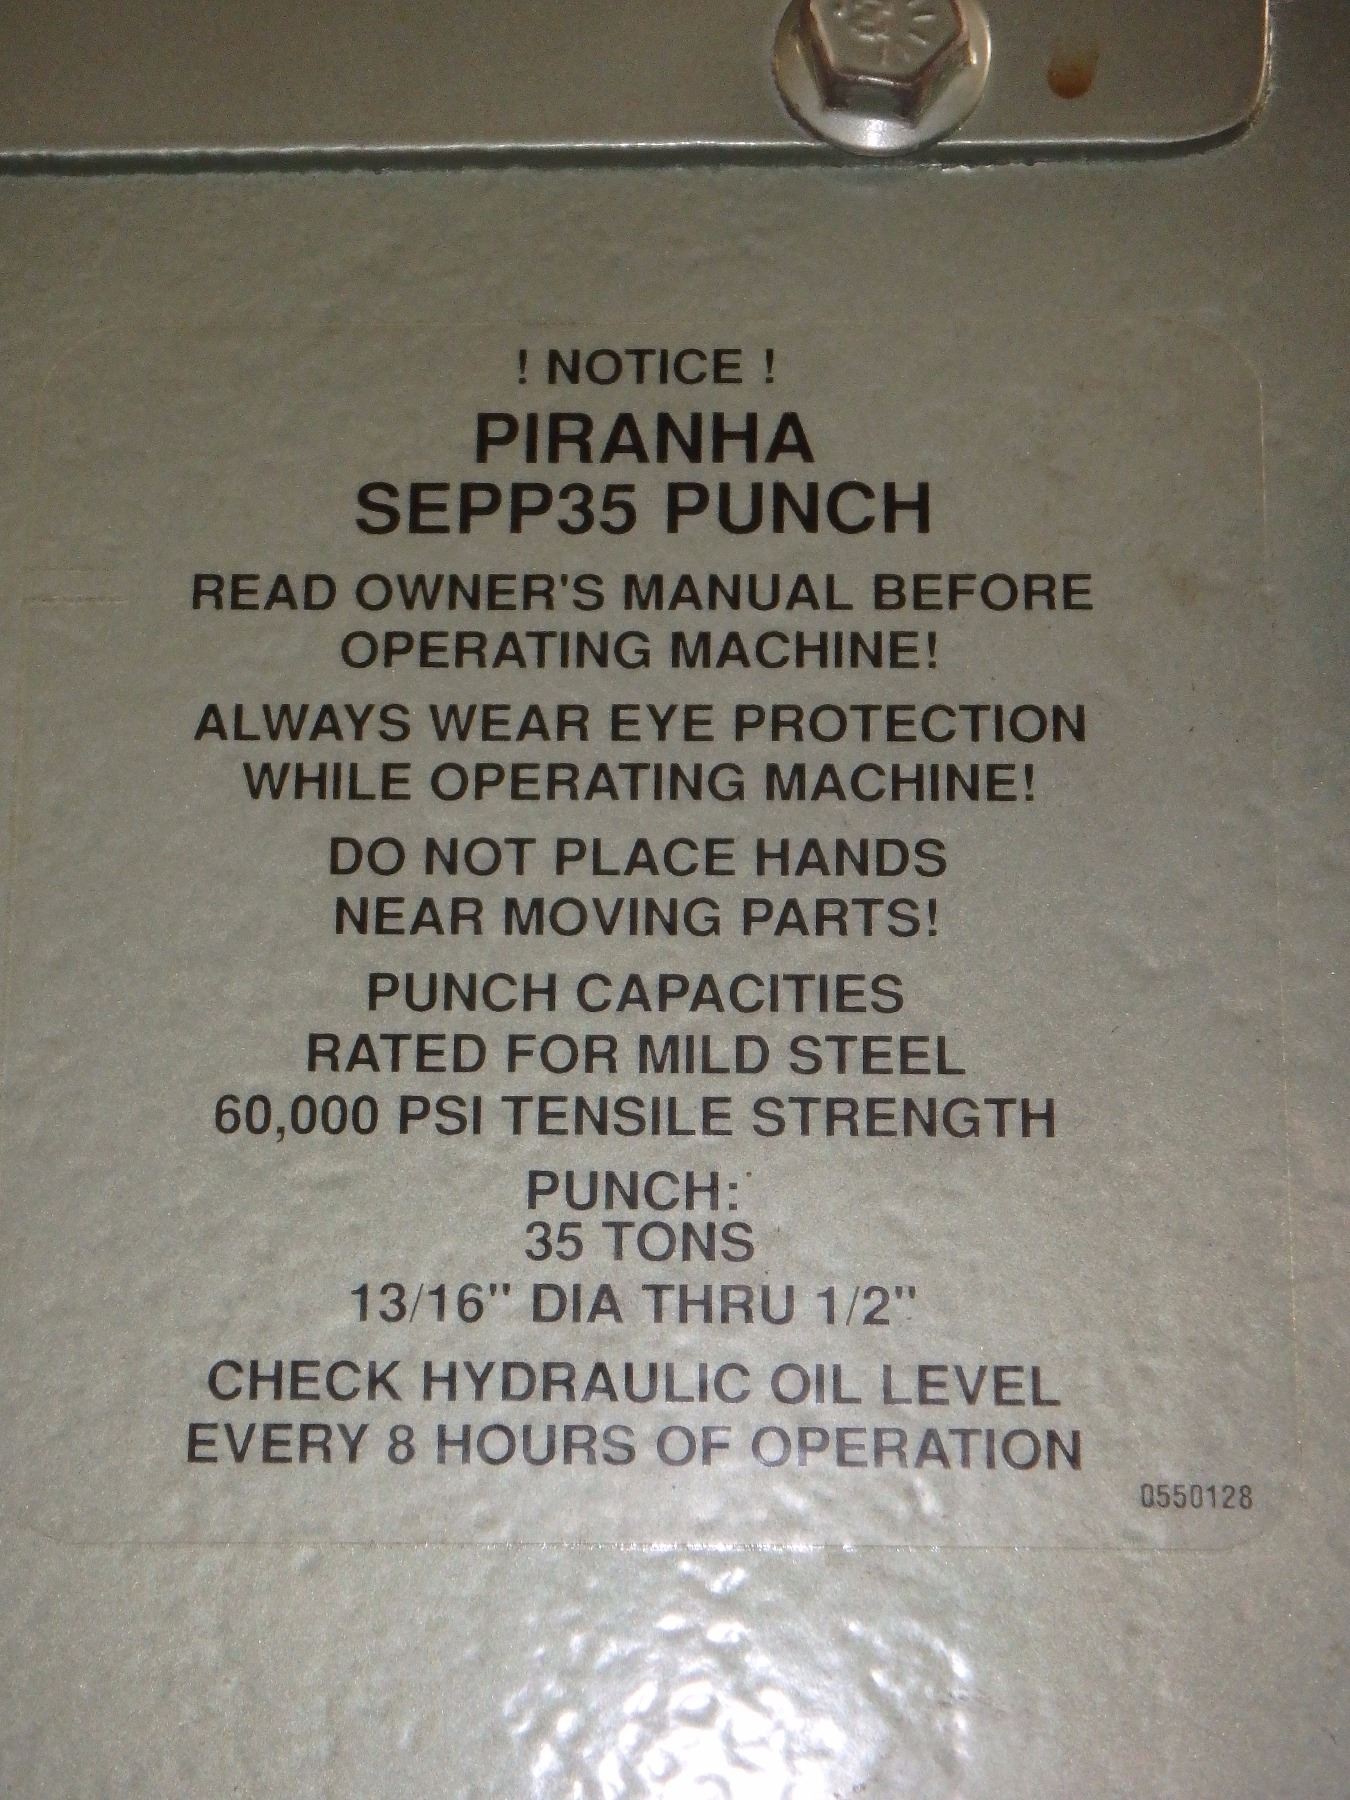 ! NOTICE !
PIRANHA
SEPP35 PUNCH
READ OWNER'S MANUAL BEFORE
OPERATING MACHINE!
ALWAYS WEAR EYE PROTECTION
WHILE OPERATING MACHINE!
DO NOT PLACE HANDS
NEAR MOVING PARTS!
PUNCH CAPACITIES
RATED FOR MILD STEEL
60,000 PSI TENSILE STRENGTH
PUNCH:
35 TONS
13/16" DIA THRU 1/2"
CHECK HYDRAULIC OIL LEVEL
EVERY 8 HOURS OF OPERATION
0550128